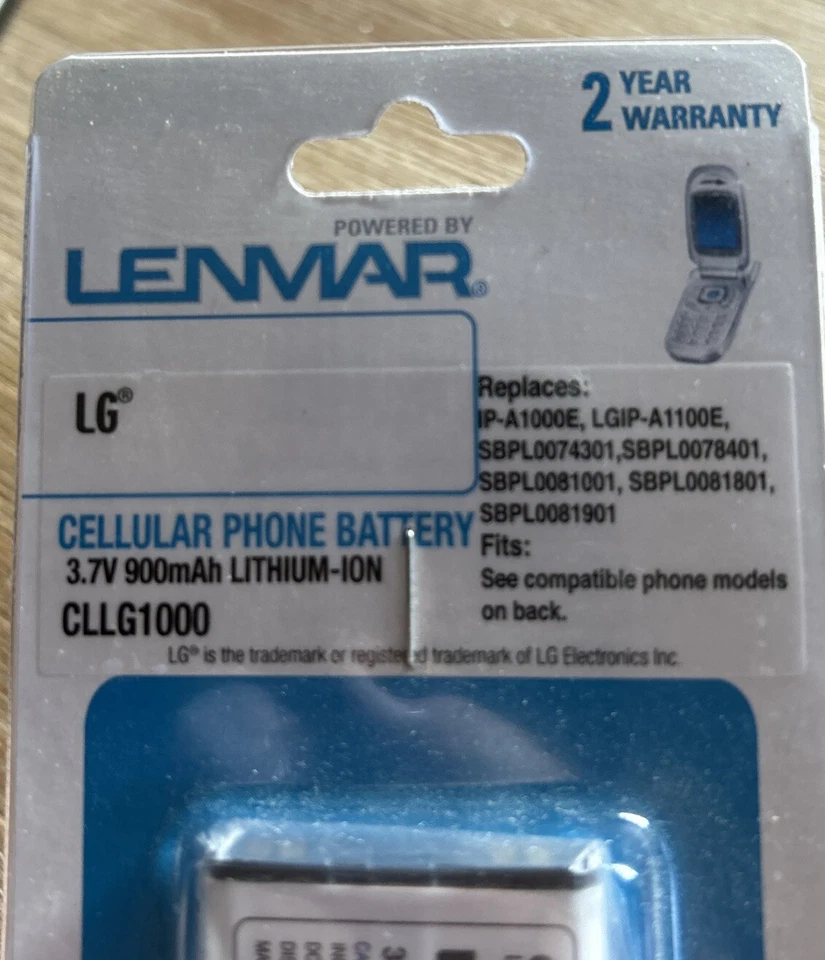 2 YEAR
WARRANTY
POWERED BY
LENMAR®
LG®
Replaces:
IP-A1000E, LGIP-A1100E,
SBPL0074301,SBPL0078401,
SBPL0081001, SBPL0081801,
SBPL0081901
Fits:
See compatible phone models
on back.
CELLULAR PHONE BATTERY
3.7V 900mAh LITHIUM-ION
CLLG1000
LG® is the trademark or registered trademark of LG Electronics Inc.